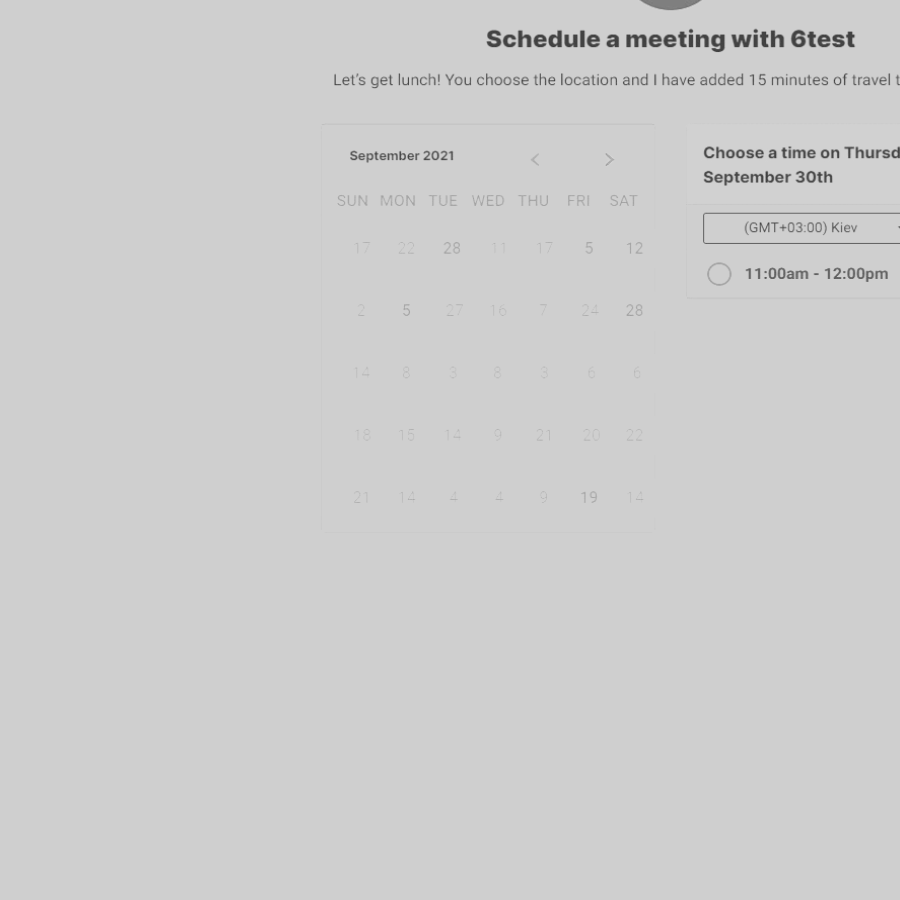 Schedule a meeting with 6test
Let's get lunch! You choose the location and I have added 15 minutes of travel t
September 2021
SUN MON TUE WED THU FRI SAT
17 22 28 11 17 5 12
2 5 27 16 7 24 28
14 8 3 8 3 6 6
18 15 14 9 21 20 22
21 14 4 4 9 19 14
Choose a time on Thursd
September 30th
(GMT+03:00) Kiev
11:00am - 12:00pm